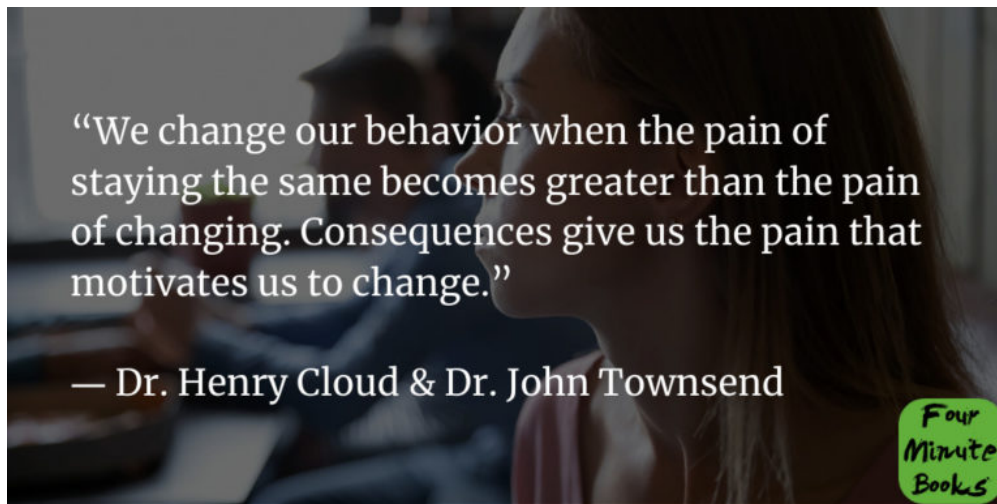 “We change our behavior when the pain of
staying the same becomes greater than the pain
of changing. Consequences give us the pain that
motivates us to change.”
— Dr. Henry Cloud & Dr. John Townsend
Four
Minute
Books